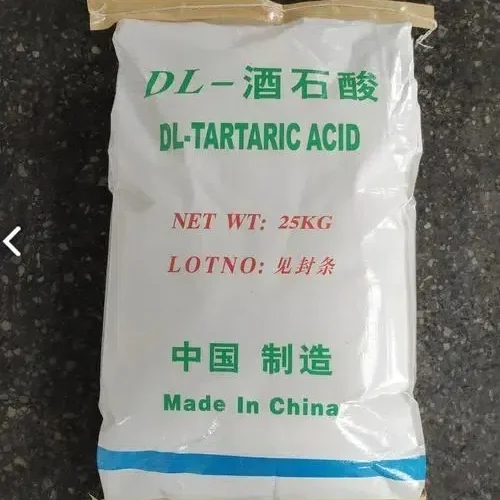 DL-酒石酸
DL-TARTARIC ACID
NET WT: 25KG
LOTNO: 见封条
中国 制造
Made In China